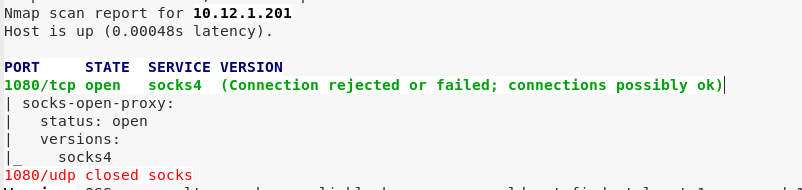 Nmap scan report for 10.12.1.201
Host is up (0.00048s latency).
PORT     STATE  SERVICE VERSION
1080/tcp open   socks4  (Connection rejected or failed; connections possibly ok)
| socks-open-proxy:
|   status: open
|   versions:
|_    socks4
1080/udp closed socks